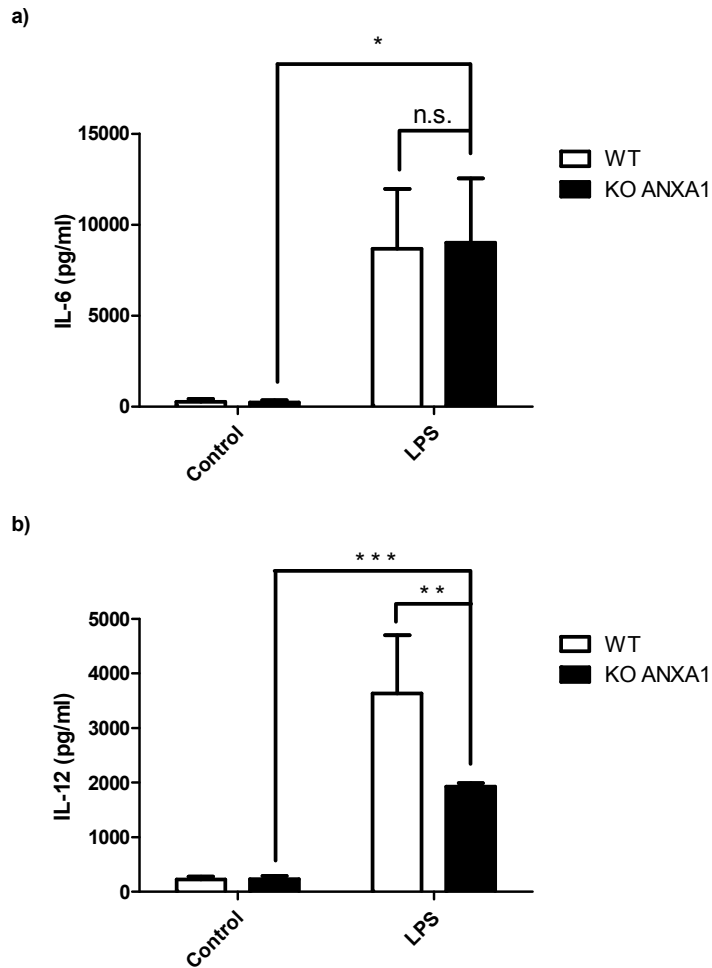 a)
*
n.s.
15000
10000
5000
0
IL-6 (pg/ml)
Control
LPS
WT
KO ANXA1
b)
* * *
* *
5000
4000
3000
2000
1000
0
IL-12 (pg/ml)
Control
LPS
WT
KO ANXA1